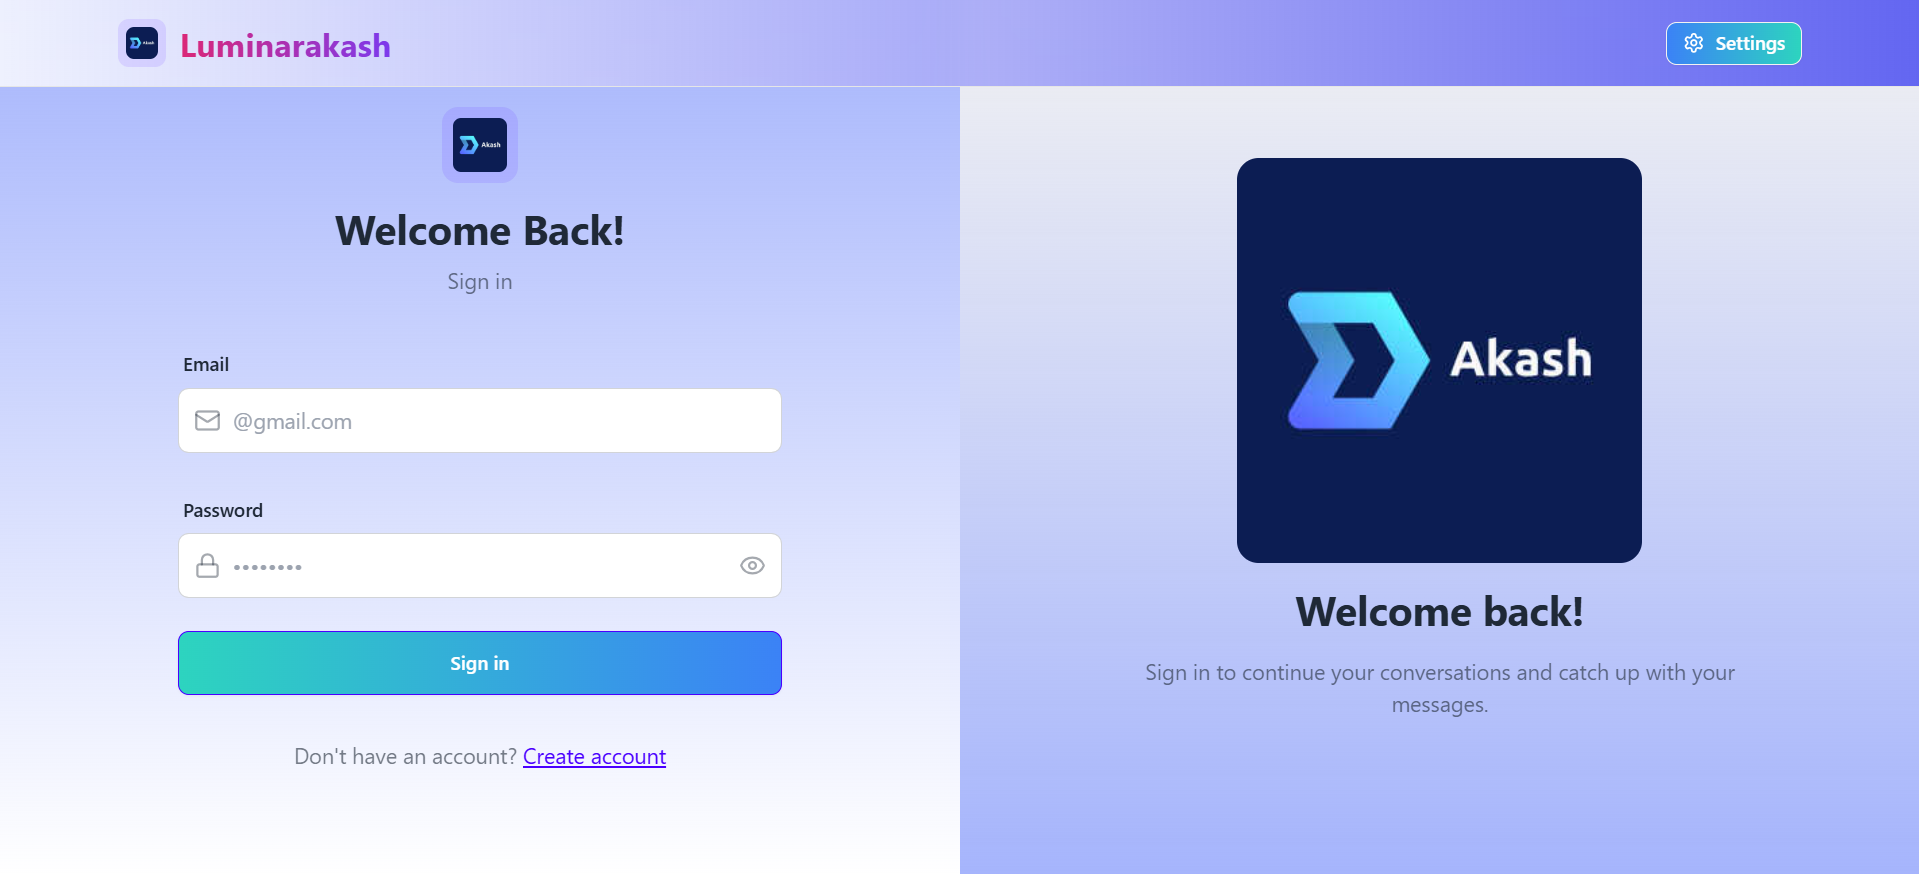 Akash
Luminarakash
Settings
Akash
Welcome Back!
Sign in
Email
@gmail.com
Password
••••••••
Sign in
Don't have an account? Create account
Akash
Welcome back!
Sign in to continue your conversations and catch up with your
messages.